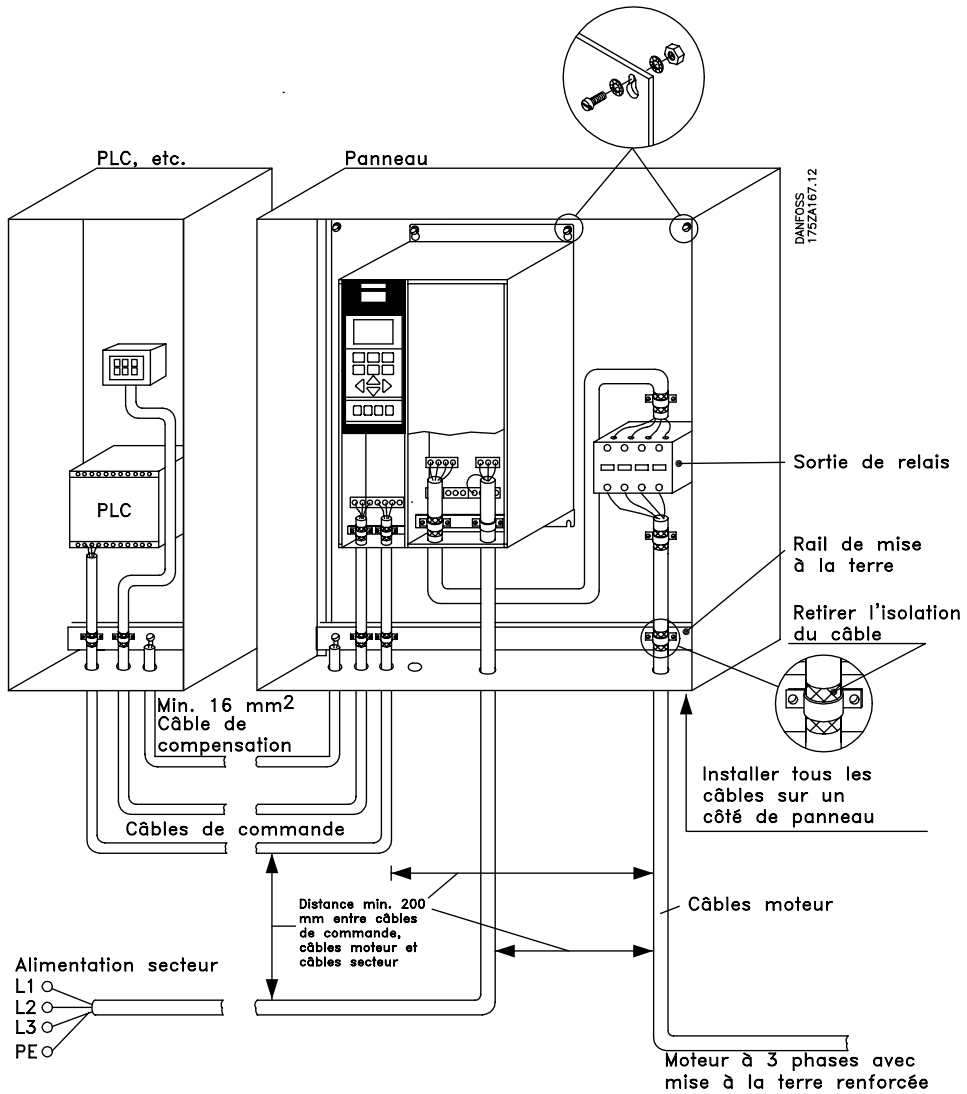 PLC, etc.
Panneau
DANFOSS
175ZA167.12
PLC
Sortie de relais
Rail de mise
à la terre
Retirer l'isolation
du câble
Min. 16 mm2
Câble de
compensation
Installer tous les
câbles sur un
côté de panneau
Câbles de commande
Distance min. 200
mm entre câbles
de commande,
câbles moteur et
câbles secteur
Câbles moteur
Alimentation secteur
L1
L2
L3
PE
Moteur à 3 phases avec
mise à la terre renforcée